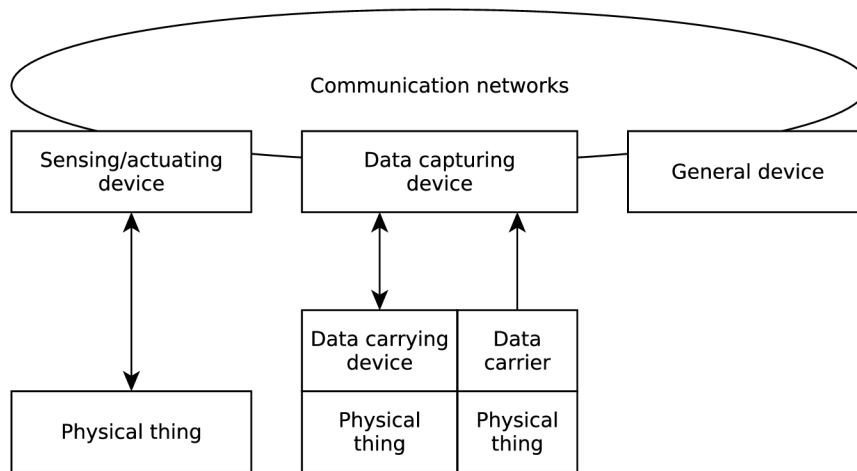 Communication networks
Sensing/actuating
device
Data capturing
device
General device
Data carrying
device
Data
carrier
Physical thing
Physical
thing
Physical
thing